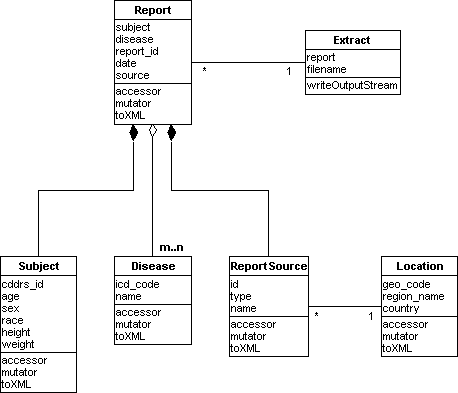 Report
subject
disease
report_id
date
source
accessor
mutator
toXML
Extract
report
filename
writeOutputStream
*
1
m..n
Subject
cddrs_id
age
sex
race
height
weight
accessor
mutator
toXML
Disease
icd_code
name
accessor
mutator
toXML
ReportSource
id
type
name
accessor
mutator
toXML
*
1
Location
geo_code
region_name
country
accessor
mutator
toXML